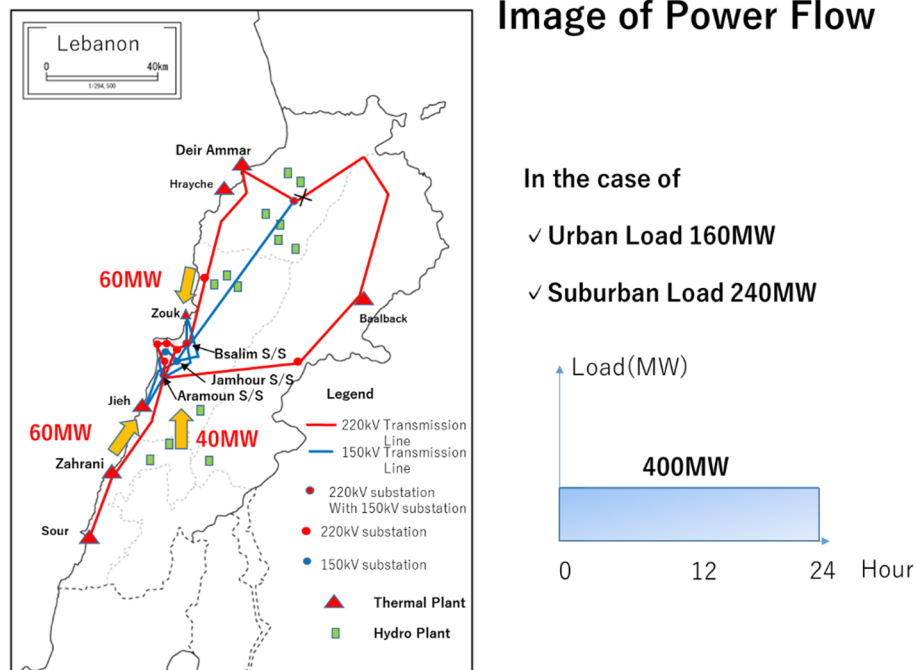 Image of Power Flow
Lebanon
0 40km
1/294,500
Deir Ammar
Hrayche
60MW
Zouk
Baalback
Bsalim S/S
Jamhour S/S
Aramoun S/S
Jieh
60MW
40MW
Zahrani
Sour
Legend
220kV Transmission
Line
150kV Transmission
Line
220kV substation
With 150kV substation
220kV substation
150kV substation
Thermal Plant
Hydro Plant
In the case of
✓ Urban Load 160MW
✓ Suburban Load 240MW
Load(MW)
400MW
0 12 24 Hour